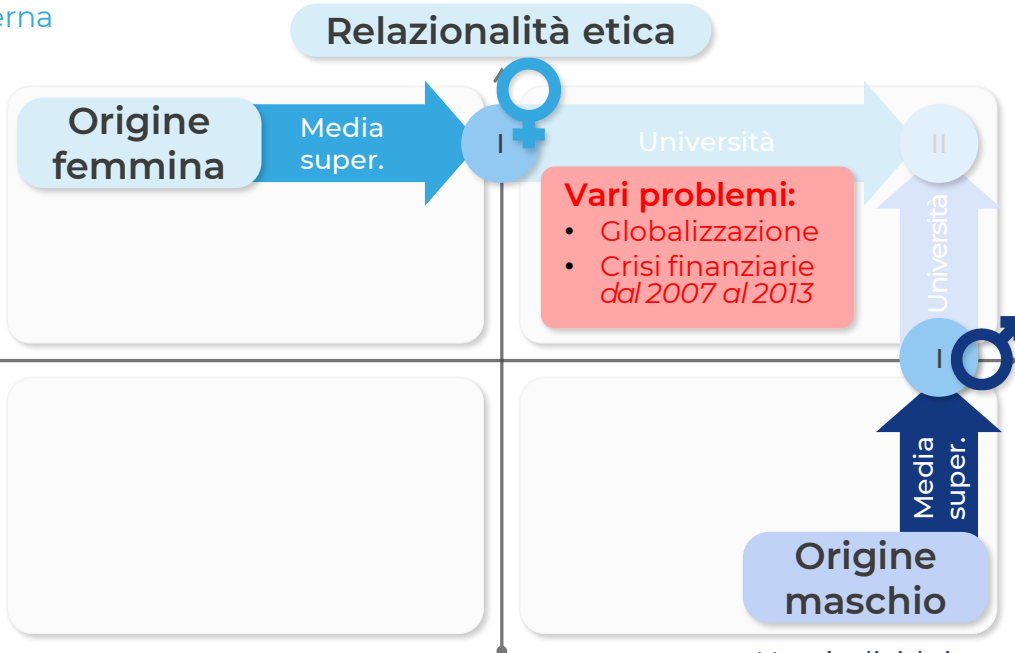 Relazionalità etica
Origine
femmina
Media
super.
I
Università
II
Vari problemi:
• Globalizzazione
• Crisi finanziarie
dal 2007 al 2013
Università
I
Media
super.
Origine
maschio